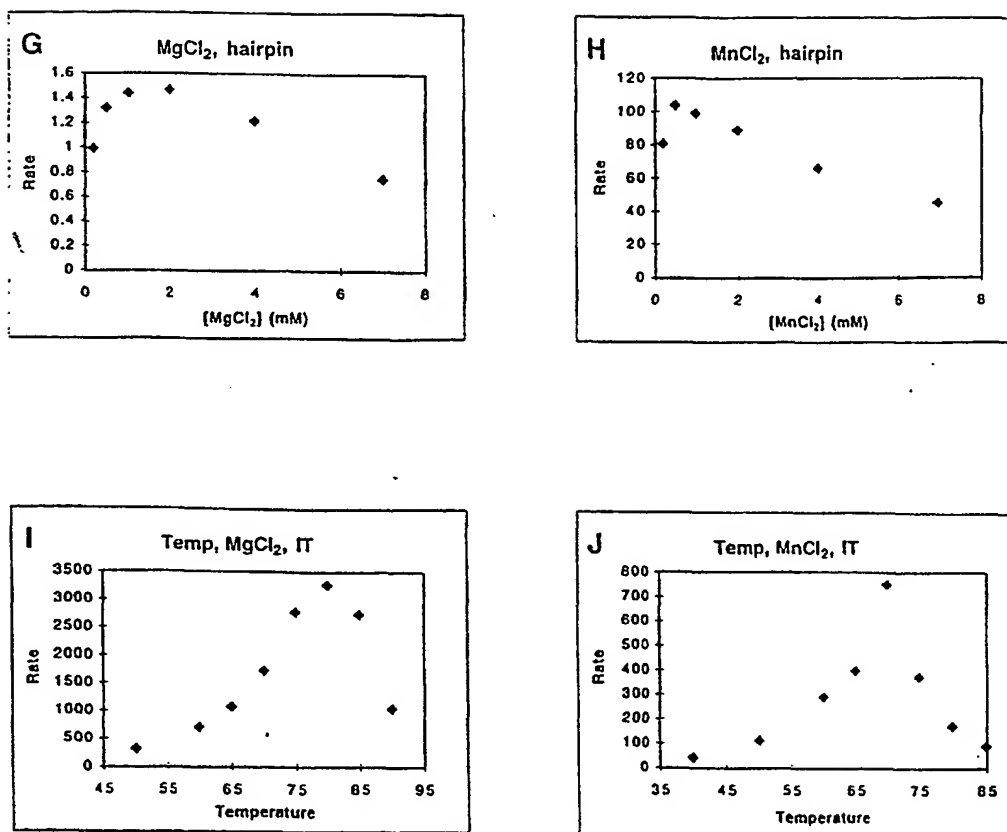 G
MgCl₂, hairpin
1.6
1.4
1.2
1
0.8
0.6
0.4
0.2
0
Rate
0 2 4 6 8
[MgCl₂] (mM)
H
MnCl₂, hairpin
120
100
80
60
40
20
0
Rate
0 2 4 6 8
[MnCl₂] (mM)
I
Temp, MgCl₂, IT
3500
3000
2500
2000
1500
1000
500
0
Rate
45 55 65 75 85 95
Temperature
J
Temp, MnCl₂, IT
800
700
600
500
400
300
200
100
0
Rate
35 45 55 65 75 85
Temperature